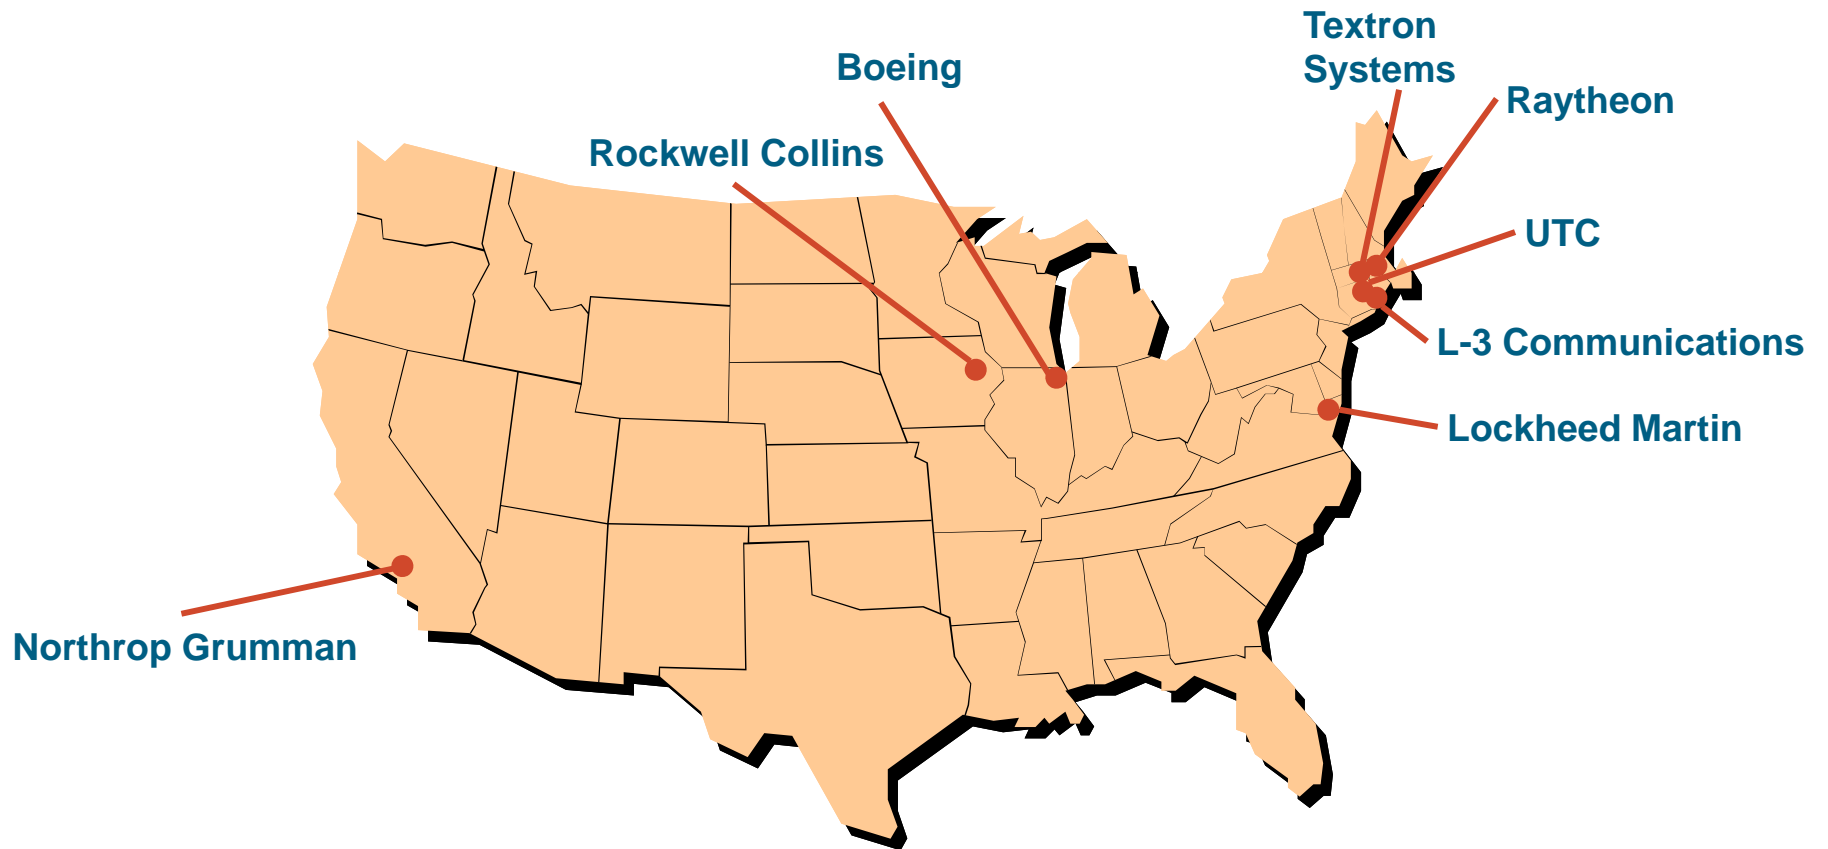 Textron
Systems
Boeing
Raytheon
Rockwell Collins
UTC
L-3 Communications
Lockheed Martin
Northrop Grumman